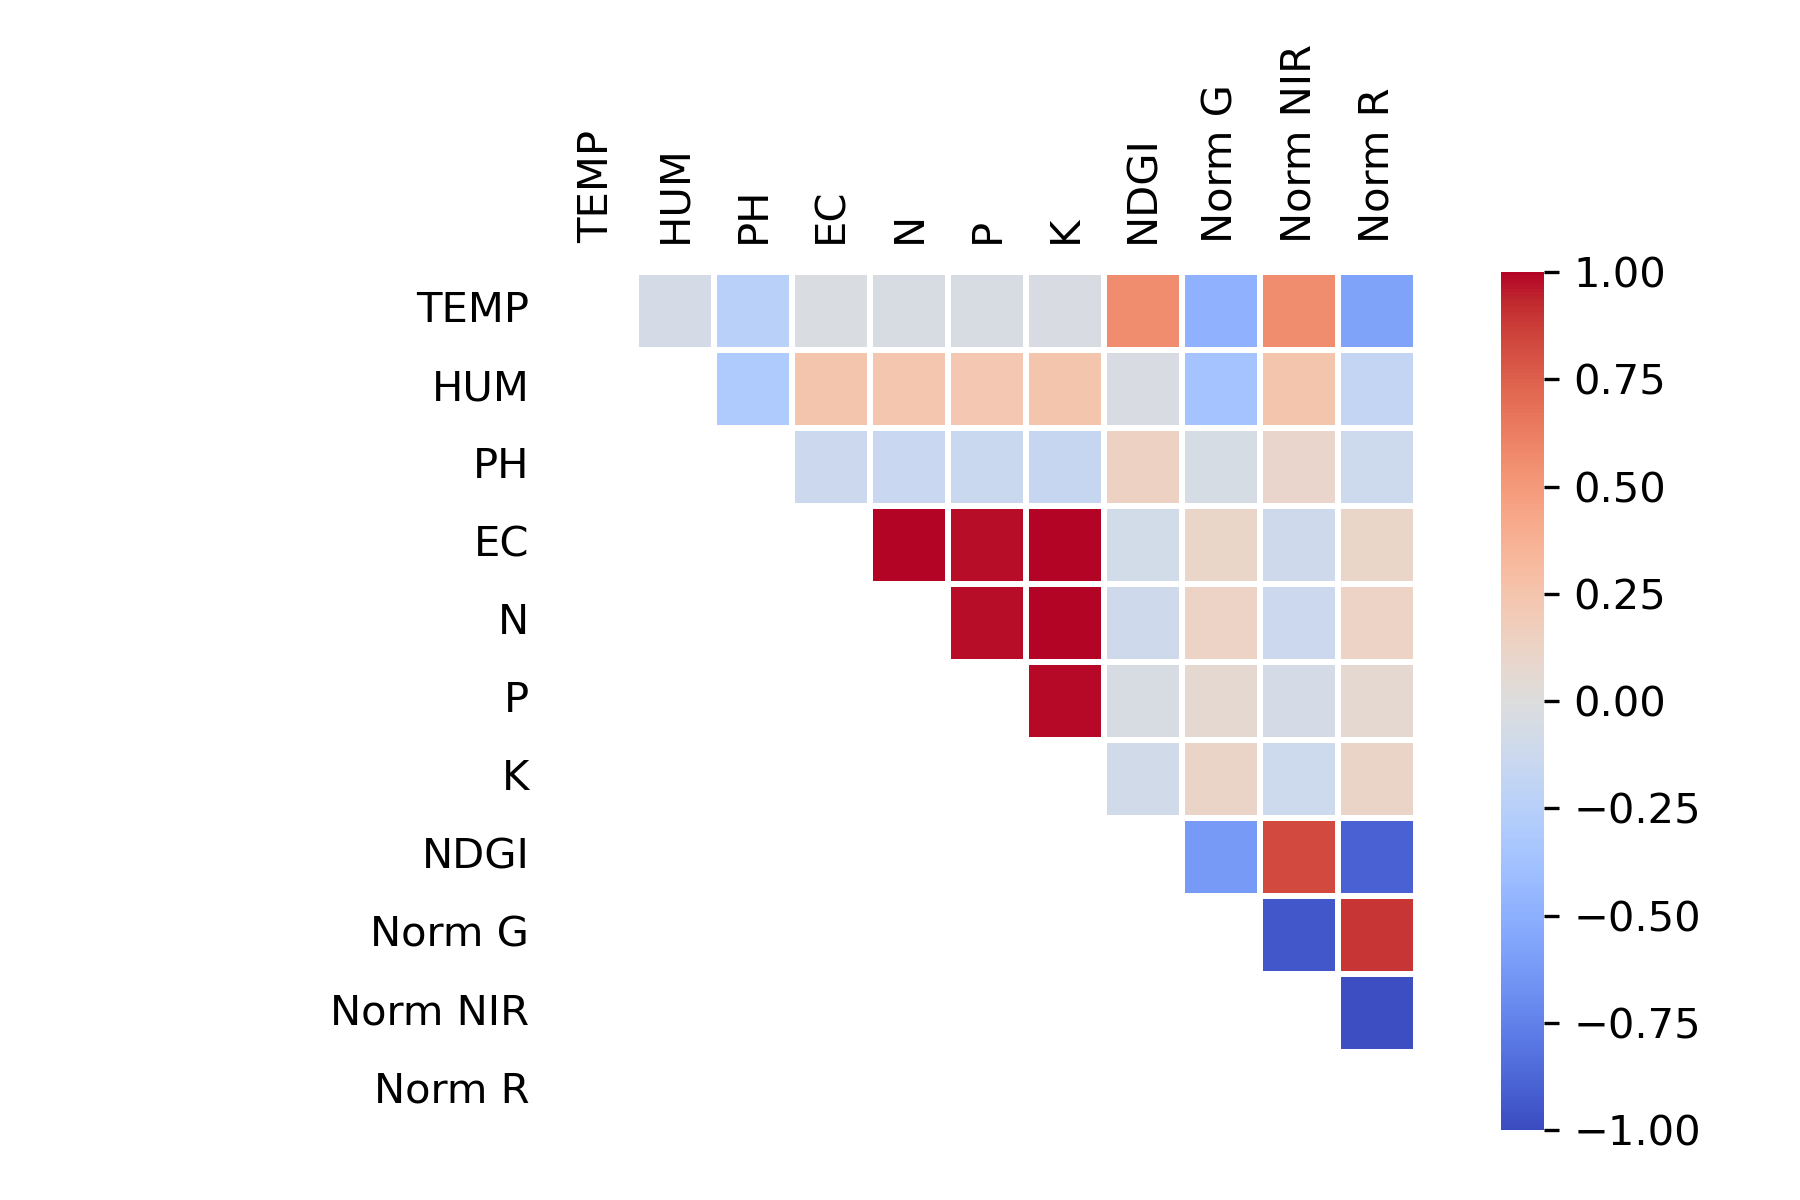 TEMP
HUM
PH
EC
N
P
K
NDGI
Norm G
Norm NIR
Norm R
TEMP
HUM
PH
EC
N
P
K
NDGI
Norm G
Norm NIR
Norm R
1.00
0.75
0.50
0.25
0.00
−0.25
−0.50
−0.75
−1.00